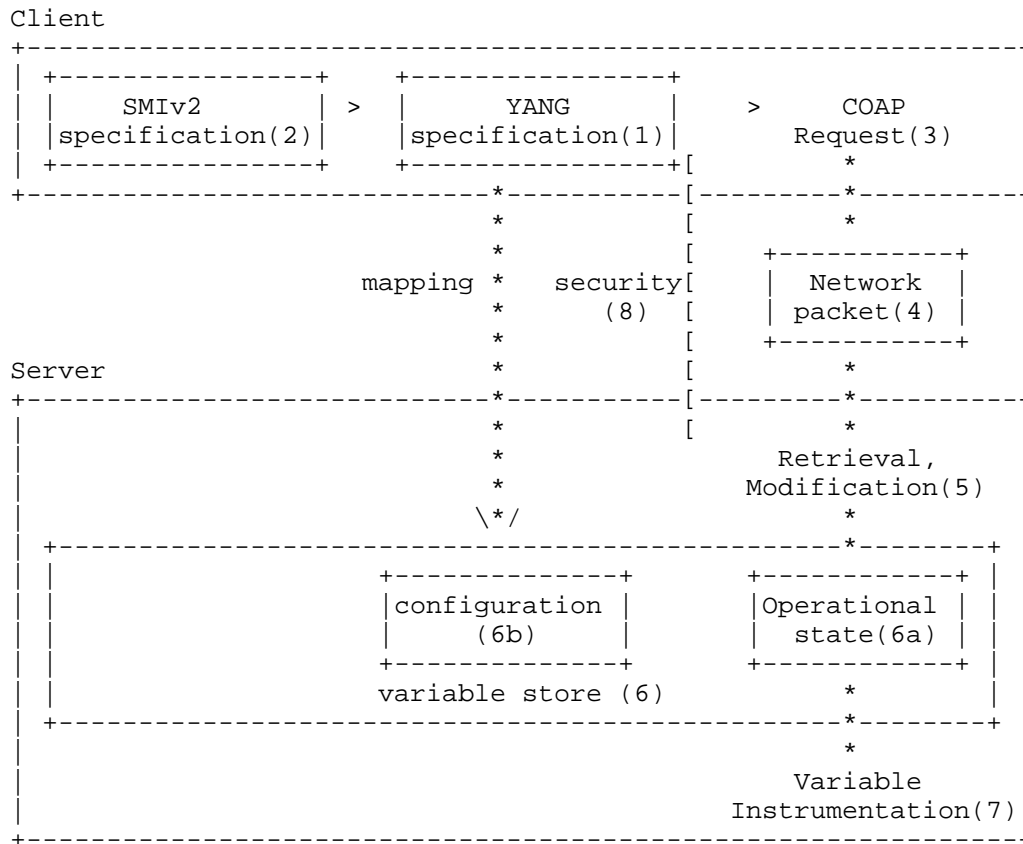 Client
SMIv2 > YANG > COAP
specification(2) specification(1) Request(3)
mapping security Network
(8) packet(4)
Server
Retrieval,
Modification(5)
configuration Operational
(6b) state(6a)
variable store (6)
Variable
Instrumentation(7)